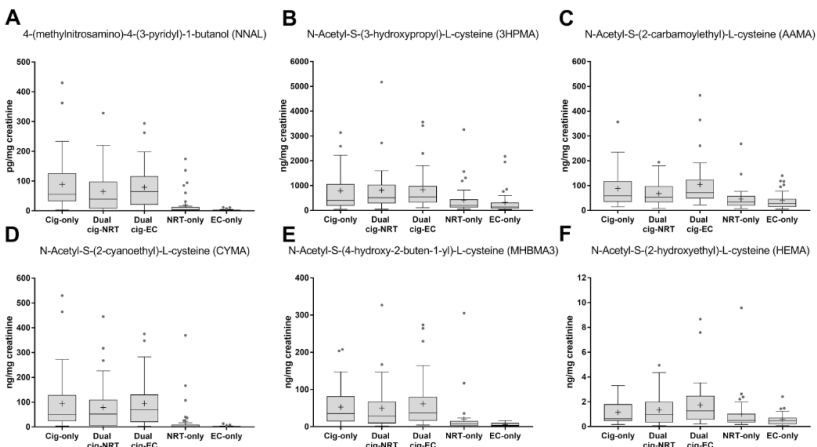 A
4-(methylnitrosamino)-4-(3-pyridyl)-1-butanol (NNAL)
pg/mg creatinine
500
400
300
200
100
0
Cig-only Dual cig-NRT Dual cig-EC NRT-only EC-only
B
N-Acetyl-S-(3-hydroxypropyl)-L-cysteine (3HPMA)
ng/mg creatinine
6000
5000
4000
3000
2000
1000
0
Cig-only Dual cig-NRT Dual cig-EC NRT-only EC-only
C
N-Acetyl-S-(2-carbamoylethyl)-L-cysteine (AAMA)
ng/mg creatinine
600
500
400
300
200
100
0
Cig-only Dual cig-NRT Dual cig-EC NRT-only EC-only
D
N-Acetyl-S-(2-cyanoethyl)-L-cysteine (CYMA)
ng/mg creatinine
600
500
400
300
200
100
0
Cig-only Dual cig-NRT Dual cig-EC NRT-only EC-only
E
N-Acetyl-S-(4-hydroxy-2-buten-1-yl)-L-cysteine (MHBMA3)
ng/mg creatinine
400
300
200
100
0
Cig-only Dual cig-NRT Dual cig-EC NRT-only EC-only
F
N-Acetyl-S-(2-hydroxyethyl)-L-cysteine (HEMA)
ng/mg creatinine
12
10
8
6
4
2
0
Cig-only Dual cig-NRT Dual cig-EC NRT-only EC-only